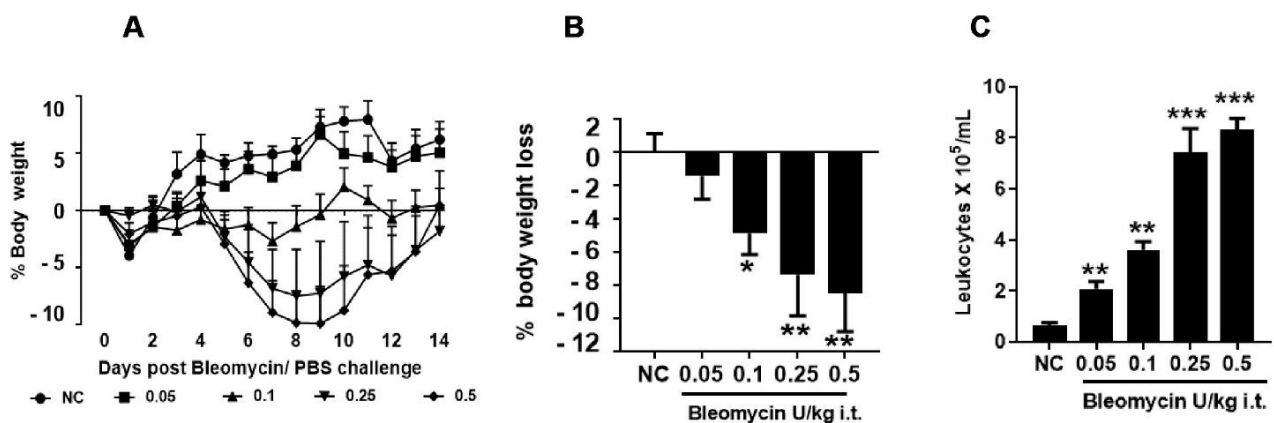 A
B
C
% Body weight
10
5
0
- 5
- 10
0 2 4 6 8 10 12 14
Days post Bleomycin/ PBS challenge
NC 0.05 0.1 0.25 0.5
% body weight loss
2
0
- 2
- 4
- 6
- 8
- 10
- 12
*
**
**
NC 0.05 0.1 0.25 0.5
Bleomycin U/kg i.t.
Leukocytes X 10⁵/mL
10
8
6
4
2
0
**
**
***
***
NC 0.05 0.1 0.25 0.5
Bleomycin U/kg i.t.